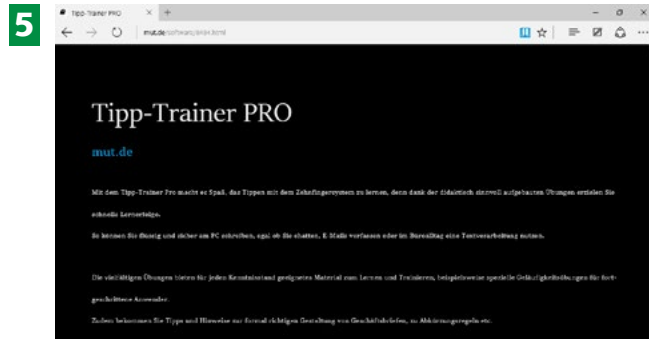 5
Tipp-Trainer PRO
mut.de
Tipp-Trainer PRO
mut.de
Mit dem Tipp-Trainer Pro macht es Spaß, das Tippen mit dem Zehnfingersystem zu lernen, denn dank der didaktisch sinnvoll aufgebauten Übungen erzielen Sie
schnelle Lernerfolge.
So können Sie flüssig und sicher am PC schreiben, egal ob Sie chatten, E-Mails verfassen oder im Büroalltag eine Textverarbeitung nutzen.
Die vielfältigen Übungen bieten für jeden Kenntnisstand geeignetes Material zum Lernen und Trainieren, beispielsweise spezielle Geläufigkeitsübungen für fort-
geschrittene Anwender.
Zudem bekommen Sie Tipps und Hinweise zur formal richtigen Gestaltung von Geschäftsbriefen, zu Abkürzungsregeln etc.